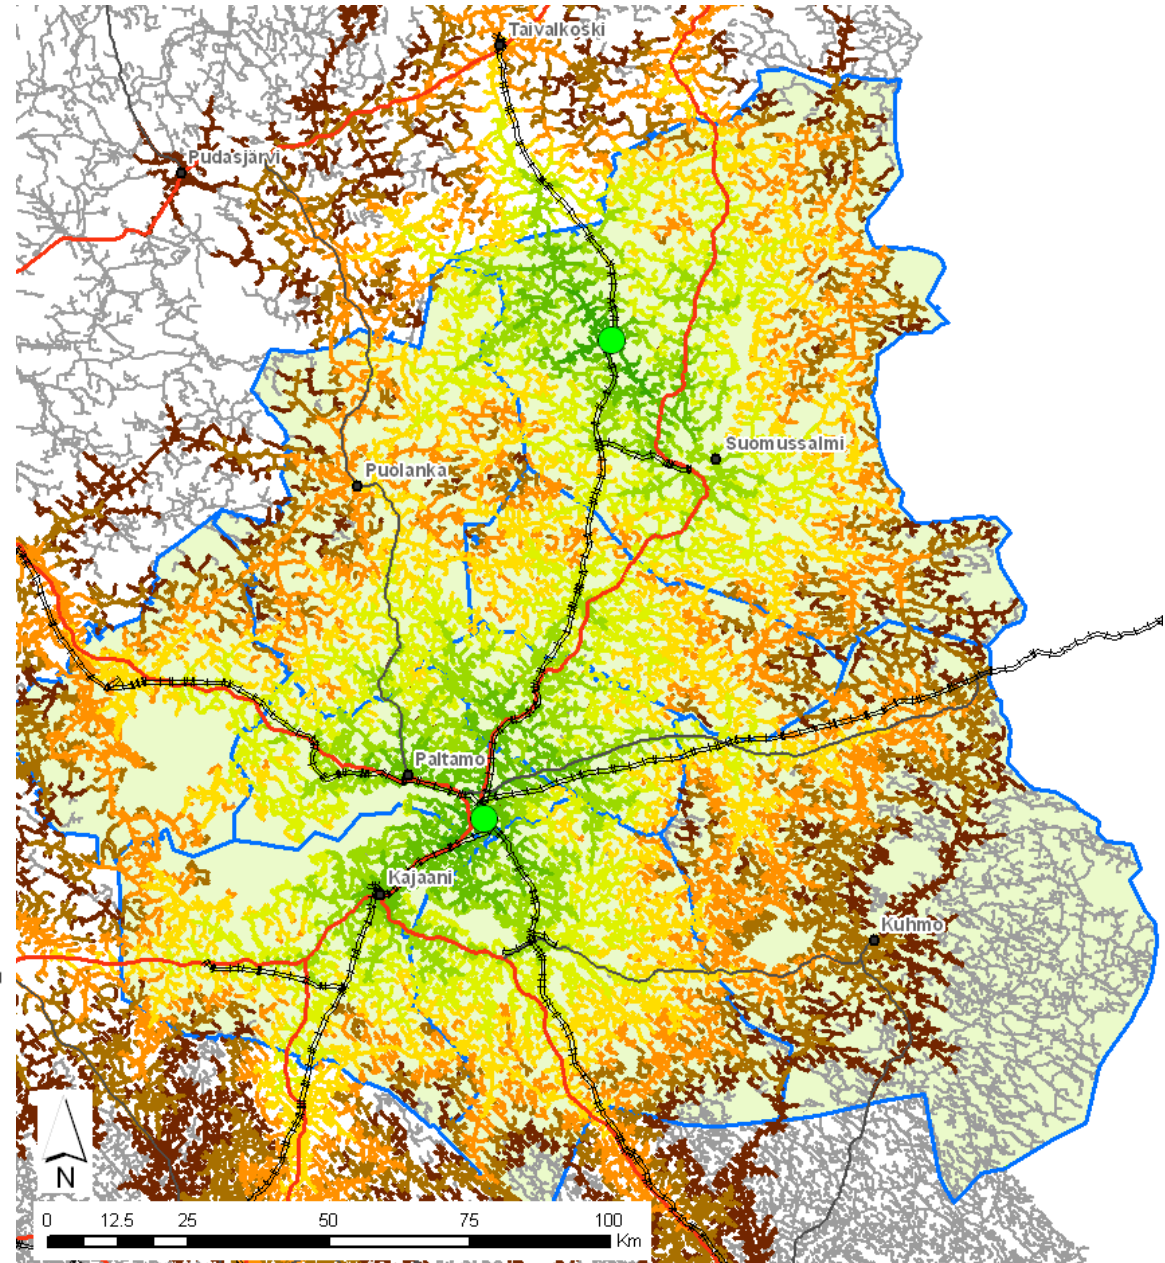 Taivalkoski
Pudasjärvi
Suomussalmi
Puolanka
Paltamo
Kajaani
Kuhmo
N
0 12.5 25 50 75 100
Km